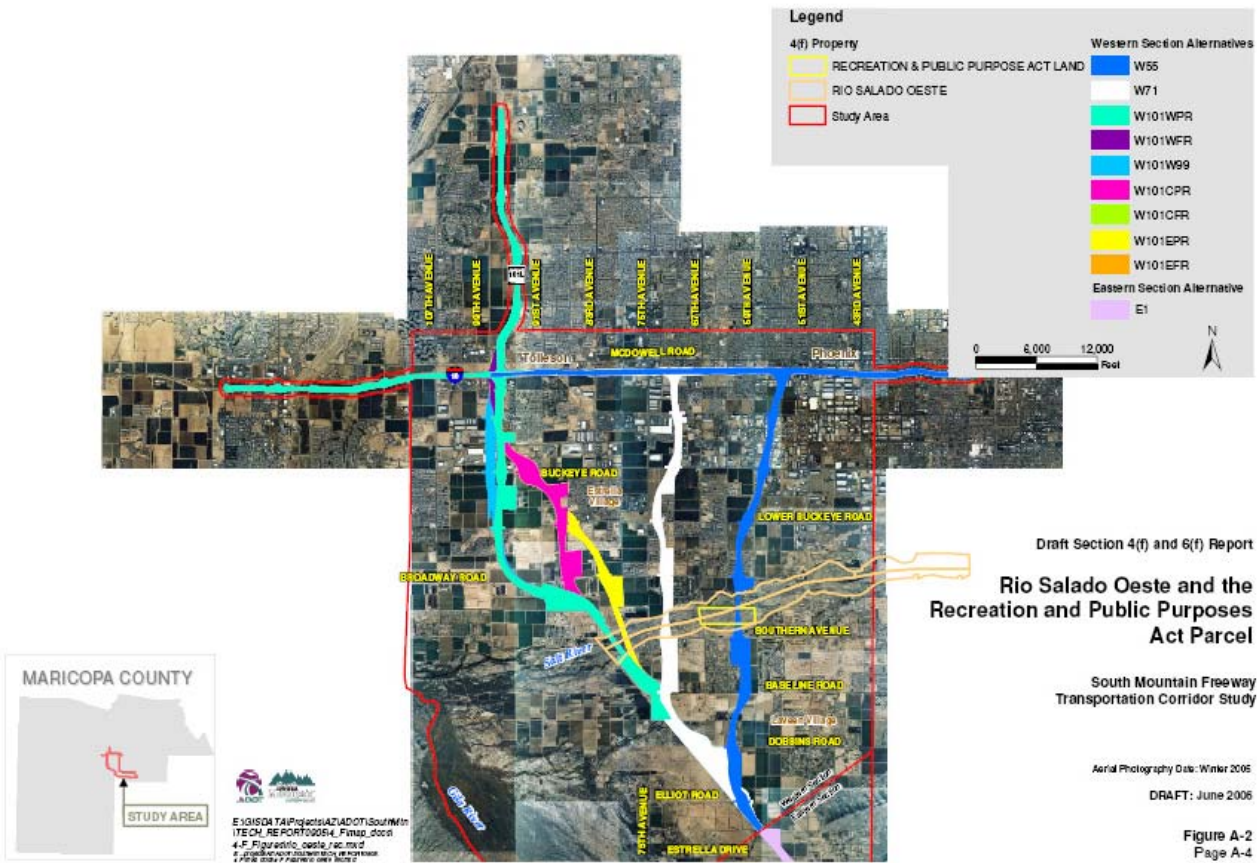 Legend
4(f) Property
RECREATION & PUBLIC PURPOSE ACT LAND
RIO SALADO OESTE
Study Area
Western Section Alternatives
W55
W71
W101WPR
W101WFR
W101W99
W101CPR
W101CFR
W101EPR
W101EFR
Eastern Section Alternative
E1
0 6,000 12,000
Feet
N
107TH AVENUE
99TH AVENUE
101L
91ST AVENUE
83RD AVENUE
75TH AVENUE
67TH AVENUE
59TH AVENUE
51ST AVENUE
43RD AVENUE
Tolleson
MCDOWELL ROAD
Phoenix
10
BUCKEYE ROAD
Estrella
Village
LOWER BUCKEYE ROAD
BROADWAY ROAD
SOUTHERN AVENUE
Salt River
BASELINE ROAD
Laveen Village
DOBBINS ROAD
Gila River
ELLIOT ROAD
75TH AVENUE
Western Section
Eastern Section
ESTRELLA DRIVE
MARICOPA COUNTY
STUDY AREA
ADOT
Draft Section 4(f) and 6(f) Report
Rio Salado Oeste and the
Recreation and Public Purposes
Act Parcel
South Mountain Freeway
Transportation Corridor Study
Aerial Photography Date: Winter 2005
DRAFT: June 2006
Figure A-2
Page A-4